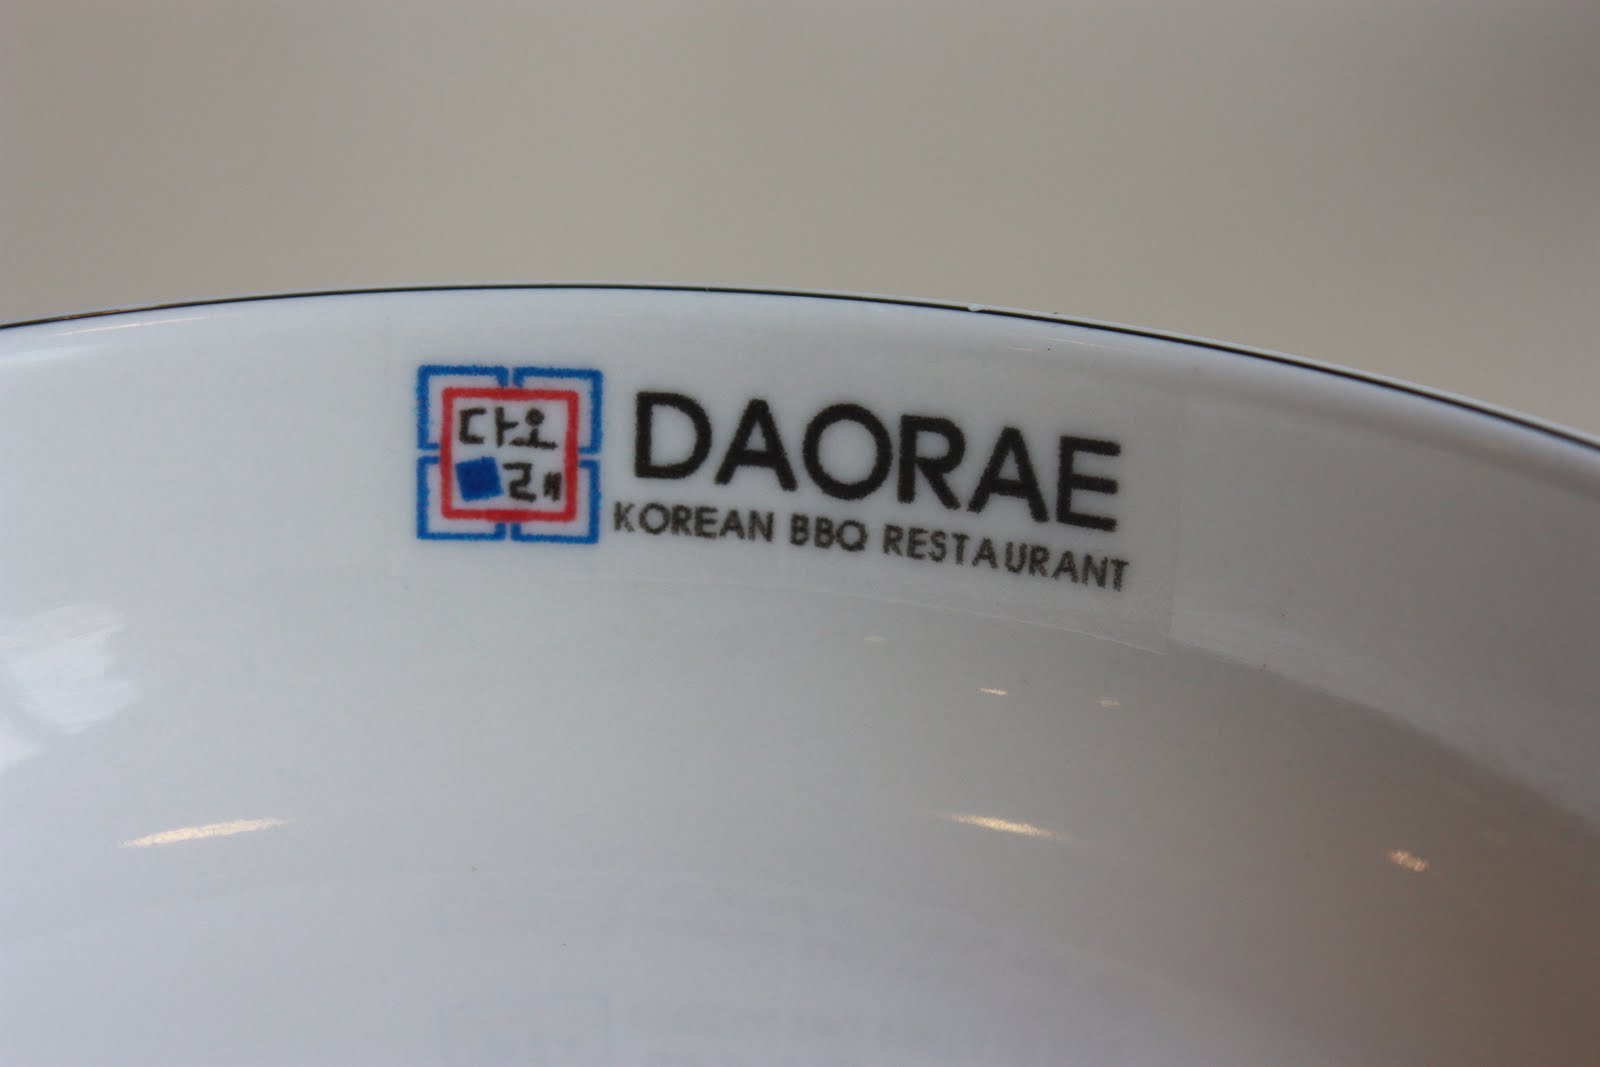 다오
래
DAORAE
KOREAN BBQ RESTAURANT